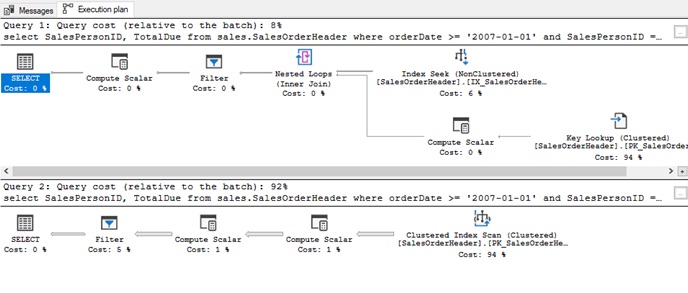 Messages Execution plan
Query 1: Query cost (relative to the batch): 8%
select SalesPersonID, TotalDue from sales.SalesOrderHeader where orderDate >= '2007-01-01' and SalesPersonID =...
SELECT
Cost: 0 %
Compute Scalar
Cost: 0 %
Filter
Cost: 0 %
Nested Loops
(Inner Join)
Cost: 0 %
Index Seek (NonClustered)
[SalesOrderHeader].[IX_SalesOrderHe...
Cost: 6 %
Compute Scalar
Cost: 0 %
Key Lookup (Clustered)
[SalesOrderHeader].[PK_SalesOrder
Cost: 94 %
Query 2: Query cost (relative to the batch): 92%
select SalesPersonID, TotalDue from sales.SalesOrderHeader where orderDate >= '2007-01-01' and SalesPersonID =...
SELECT
Cost: 0 %
Filter
Cost: 5 %
Compute Scalar
Cost: 1 %
Compute Scalar
Cost: 1 %
Clustered Index Scan (Clustered)
[SalesOrderHeader].[PK_SalesOrderHe...
Cost: 94 %